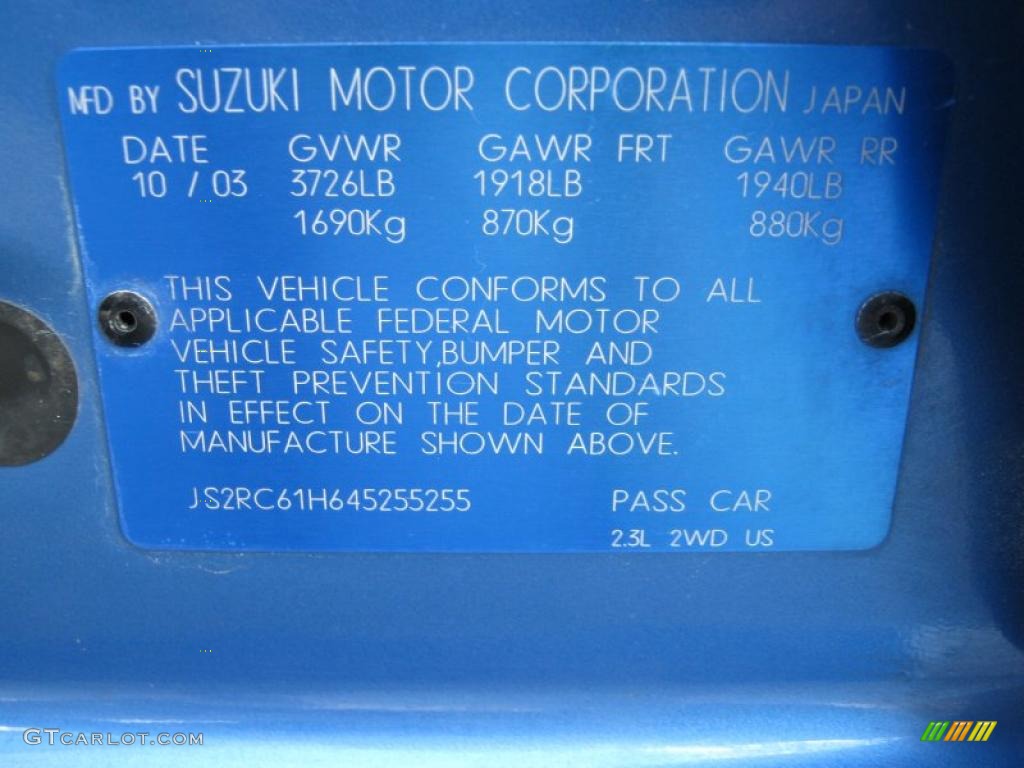 MFD BY SUZUKI MOTOR CORPORATION JAPAN
DATE GVWR GAWR FRT GAWR RR
10 / 03 3726LB 1918LB 1940LB
1690Kg 870Kg 880Kg
THIS VEHICLE CONFORMS TO ALL
APPLICABLE FEDERAL MOTOR
VEHICLE SAFETY,BUMPER AND
THEFT PREVENTION STANDARDS
IN EFFECT ON THE DATE OF
MANUFACTURE SHOWN ABOVE.
JS2RC61H645255255 PASS CAR
2.3L 2WD US
GTCARLOT.COM